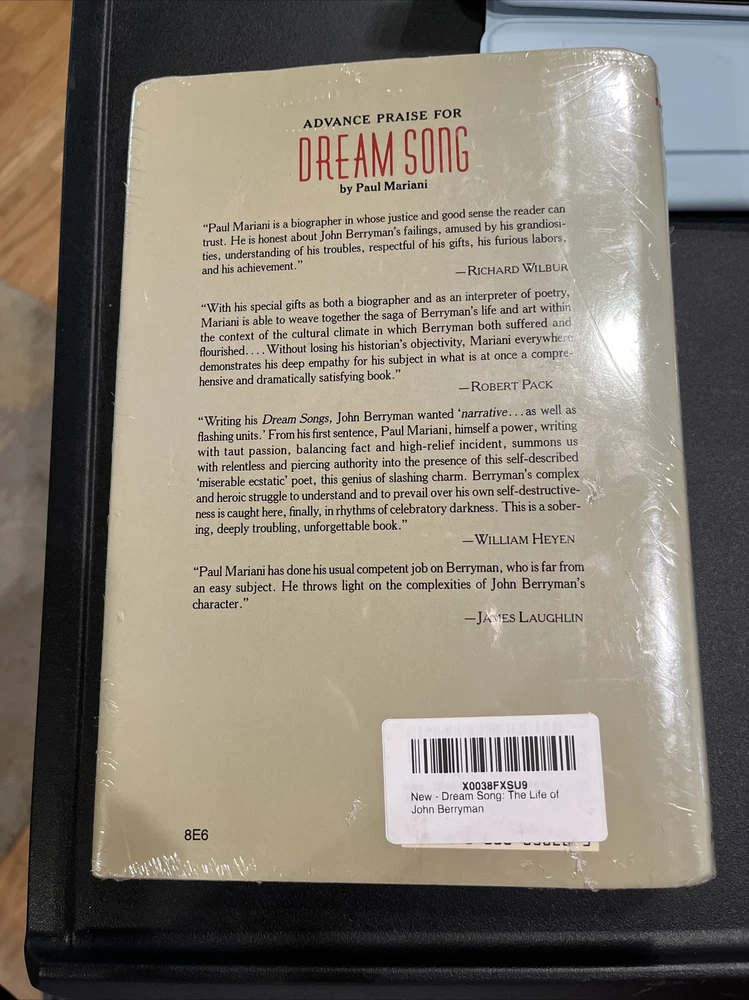 ADVANCE PRAISE FOR
DREAM SONG
by Paul Mariani
“Paul Mariani is a biographer in whose justice and good sense the reader can
trust. He is honest about John Berryman’s failings, amused by his grandiosi-
ties, understanding of his troubles, respectful of his gifts, his furious labors,
and his achievement.”
—RICHARD WILBUR
“With his special gifts as both a biographer and as an interpreter of poetry,
Mariani is able to weave together the saga of Berryman’s life and art within
the context of the cultural climate in which Berryman both suffered and
flourished.... Without losing his historian’s objectivity, Mariani everywhere
demonstrates his deep empathy for his subject in what is at once a compre-
hensive and dramatically satisfying book.”
—ROBERT PACK
“Writing his Dream Songs, John Berryman wanted ‘narrative...as well as
flashing units.’ From his first sentence, Paul Mariani, himself a power, writing
with taut passion, balancing fact and high-relief incident, summons us
with relentless and piercing authority into the presence of this self-described
‘miserable ecstatic’ poet, this genius of slashing charm. Berryman’s complex
and heroic struggle to understand and to prevail over his own self-destructive-
ness is caught here, finally, in rhythms of celebratory darkness. This is a sober-
ing, deeply troubling, unforgettable book.”
—WILLIAM HEYEN
“Paul Mariani has done his usual competent job on Berryman, who is far from
an easy subject. He throws light on the complexities of John Berryman’s
character.”
—JAMES LAUGHLIN
X0038FXSU9
New - Dream Song: The Life of
John Berryman
8E6